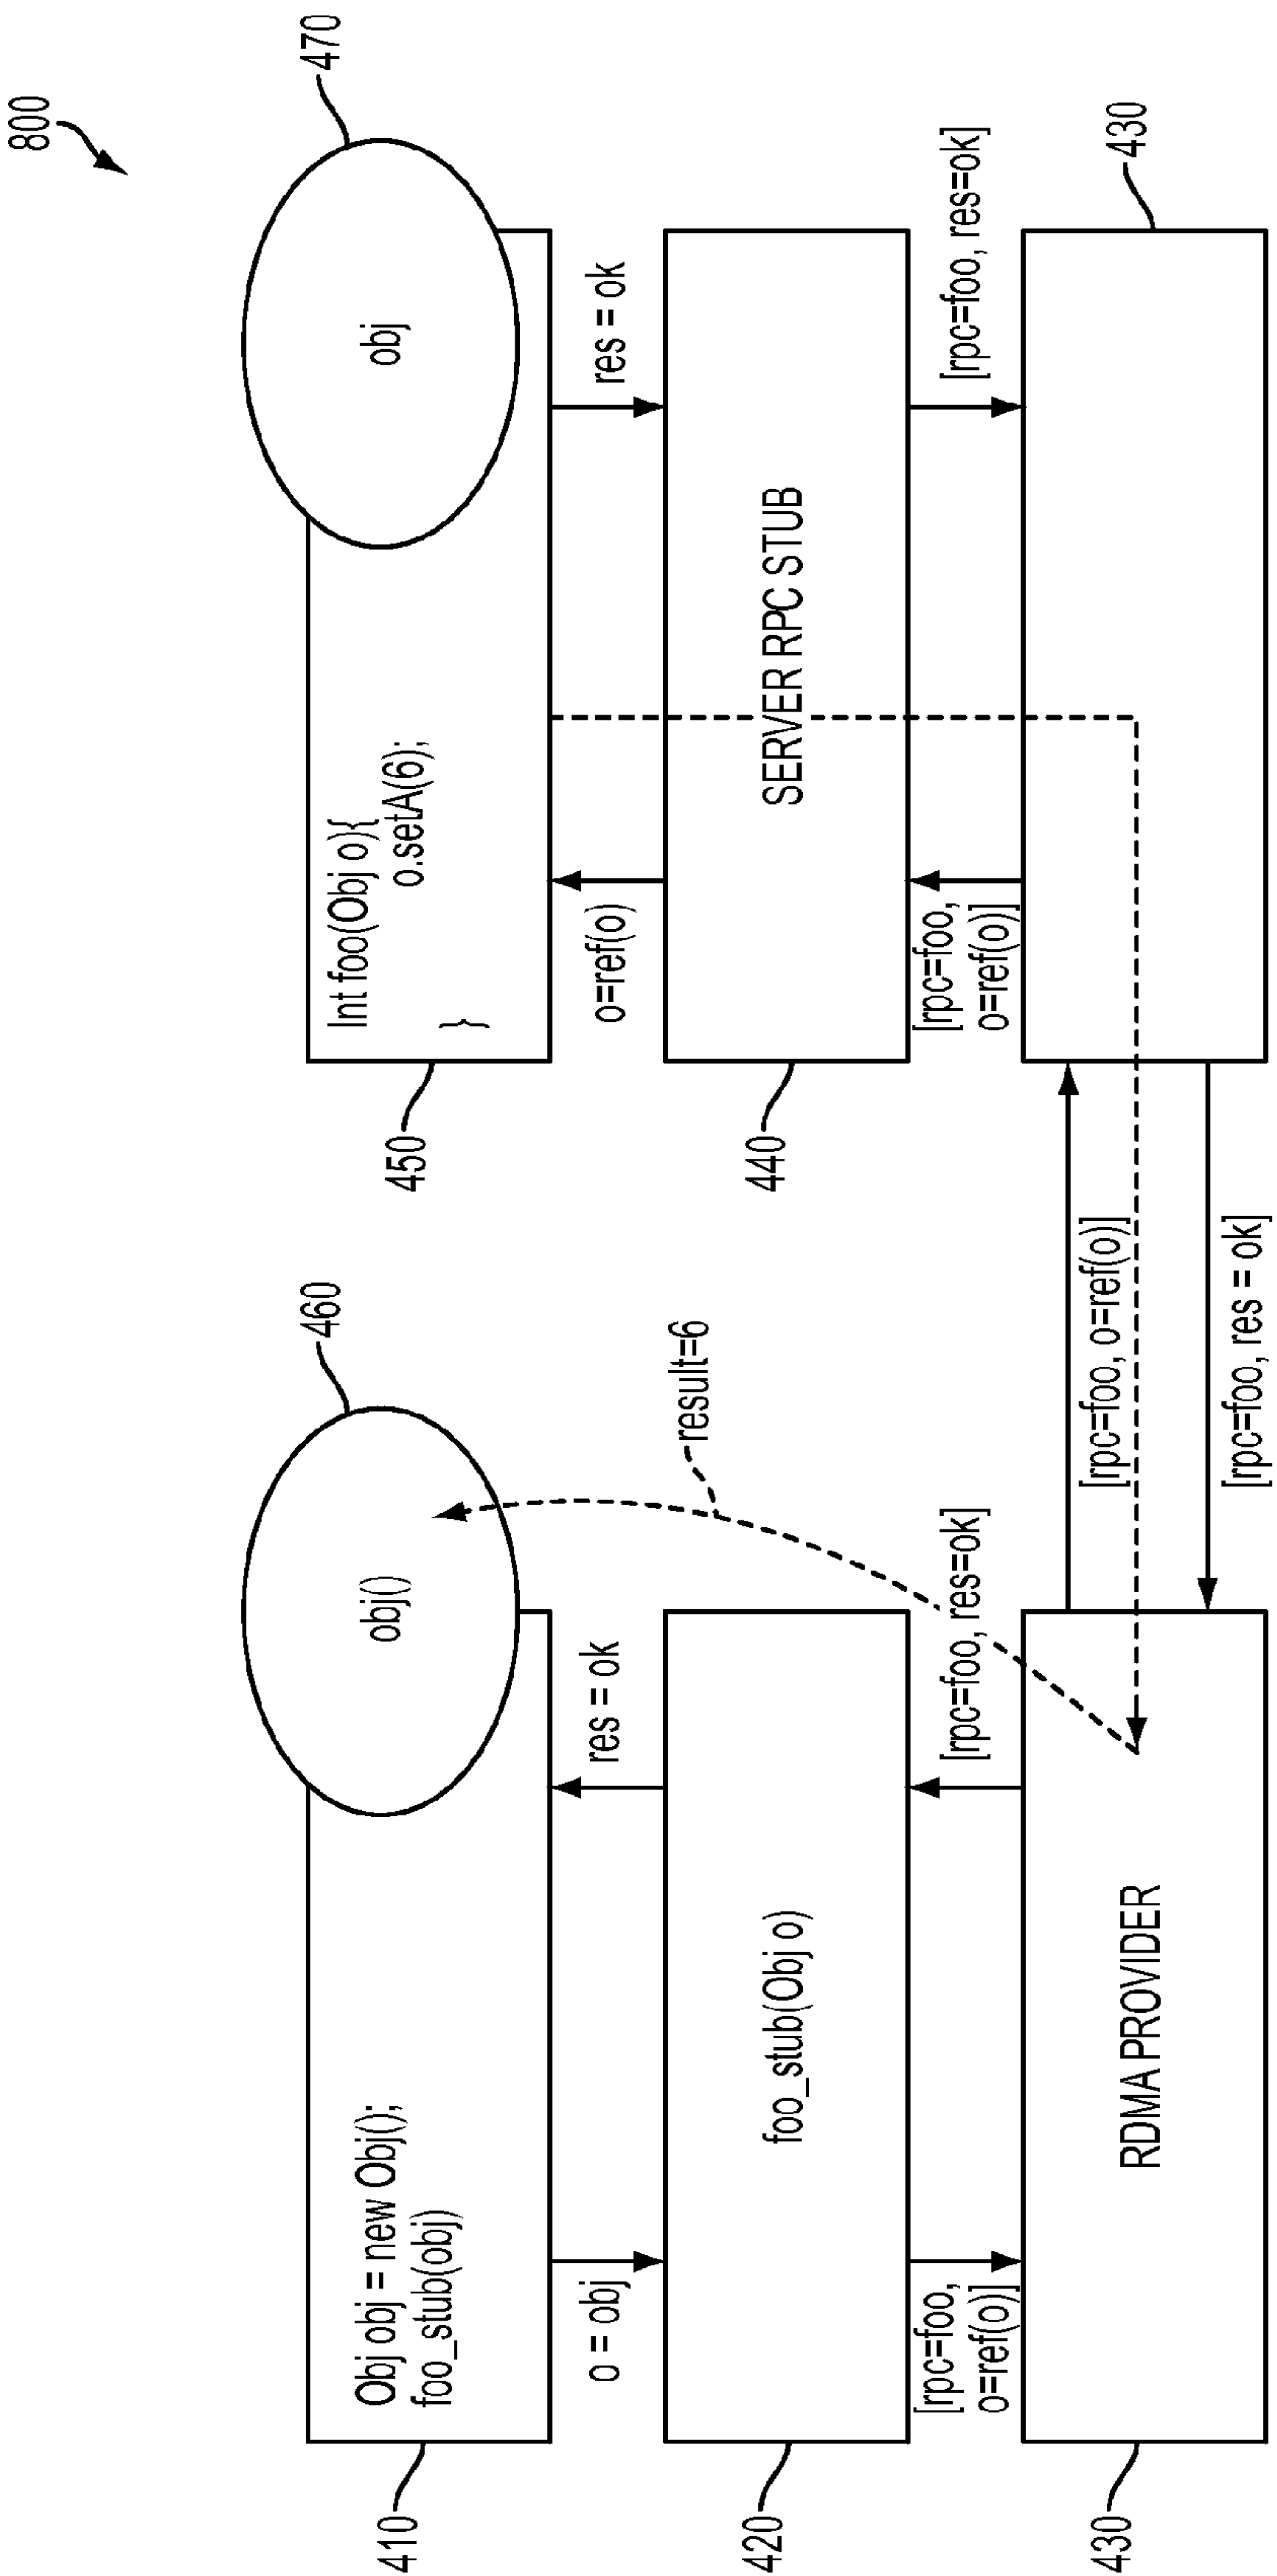 800
460
470
Obj obj = new Obj();
foo_stub(obj)
obj()
410
Int foo(Obj o){
o.setA(6);
}
obj
450
o = obj
res = ok
o=ref(o)
res = ok
foo_stub(Obj o)
420
result=6
SERVER RPC STUB
440
[rpc=foo,
o=ref(o)]
[rpc=foo, res=ok]
[rpc=foo,
o=ref(o)]
[rpc=foo, res=ok]
RDMA PROVIDER
430
[rpc=foo, o=ref(o)]
[rpc=foo, res = ok]
430